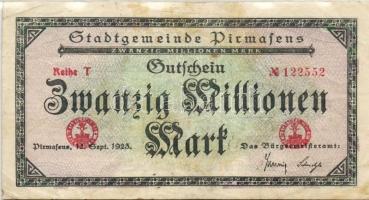 Stadtgemeinde Pirmasens
ZWANZIG MILLIONEN MARK
Reihe T Gutschein № 122552
Zwanzig Millionen
Mark
Pirmasens, 12. Sept. 1923. Das Bürgermeisteramt: